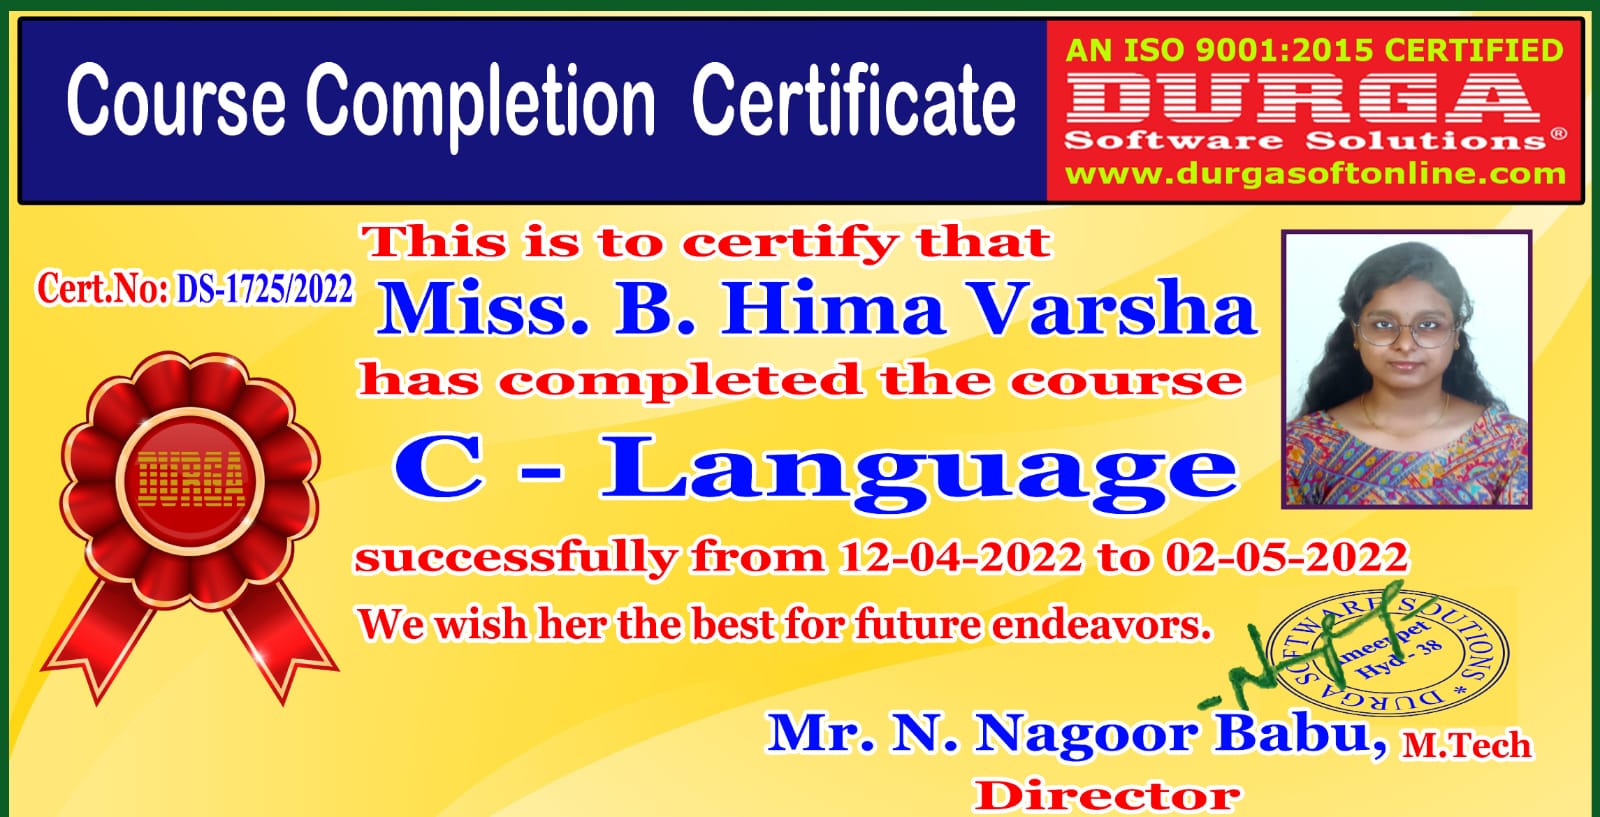 Course Completion Certificate
AN ISO 9001:2015 CERTIFIED
DURGA
Software Solutions®
www.durgasoftonline.com
This is to certify that
Cert.No: DS-1725/2022
Miss. B. Hima Varsha
has completed the course
DURGA
C - Language
successfully from 12-04-2022 to 02-05-2022
We wish her the best for future endeavors.
DURGA SOFTWARE SOLUTIONS *
Hyd - 38
Mr. N. Nagoor Babu, M.Tech
Director